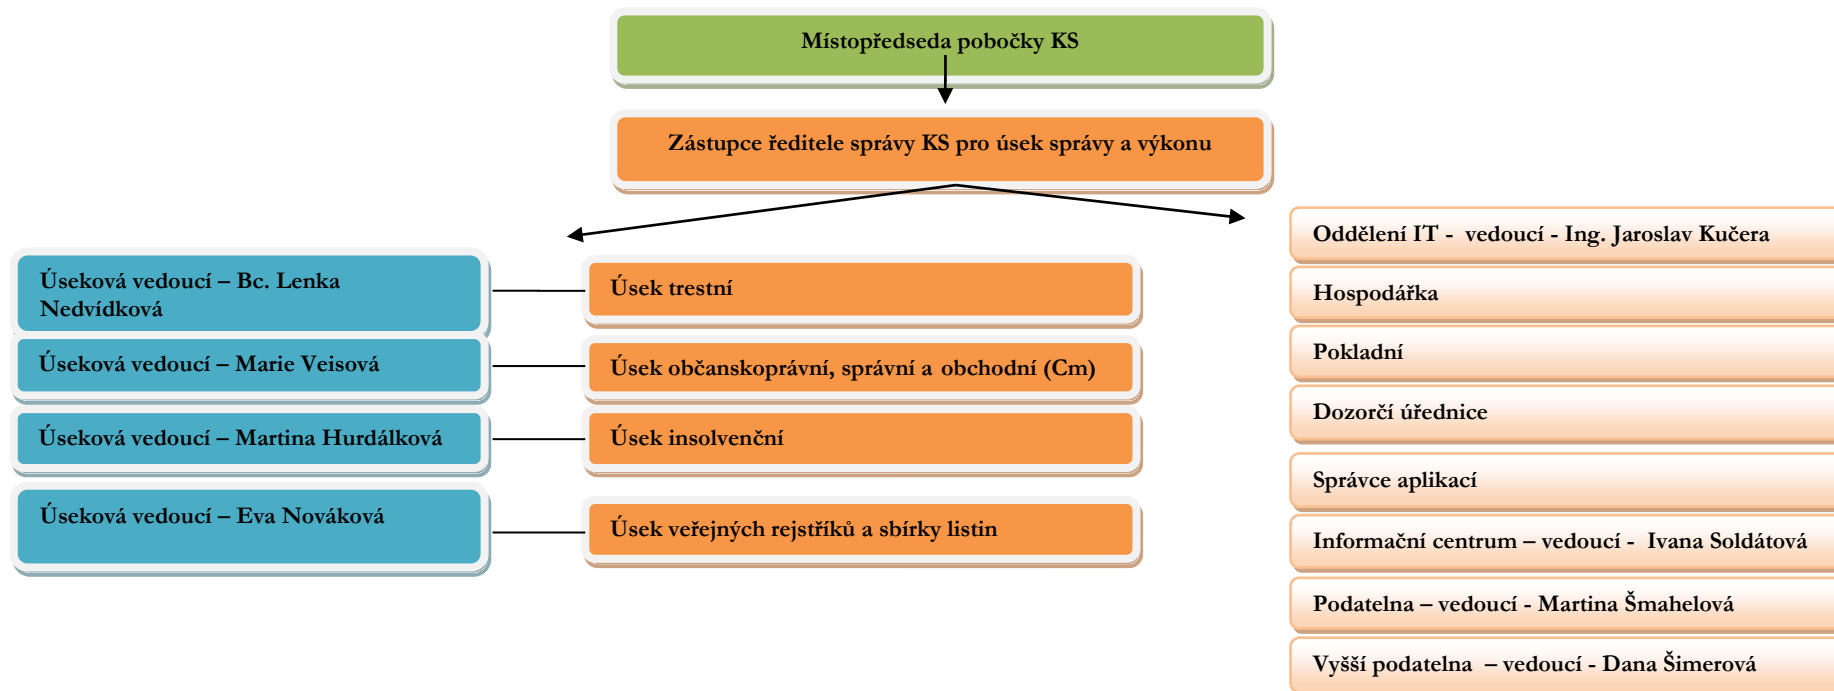 Místopředseda pobočky KS
Zástupce ředitele správy KS pro úsek správy a výkonu
Úseková vedoucí – Bc. Lenka
Nedvídková
Úsek trestní
Úseková vedoucí – Marie Veisová
Úsek občanskoprávní, správní a obchodní (Cm)
Úseková vedoucí – Martina Hurdálková
Úsek insolvenční
Úseková vedoucí – Eva Nováková
Úsek veřejných rejstříků a sbírky listin
Oddělení IT - vedoucí - Ing. Jaroslav Kučera
Hospodářka
Pokladní
Dozorčí úřednice
Správce aplikací
Informační centrum – vedoucí - Ivana Soldátová
Podatelna – vedoucí - Martina Šmahelová
Vyšší podatelna – vedoucí - Dana Šimerová